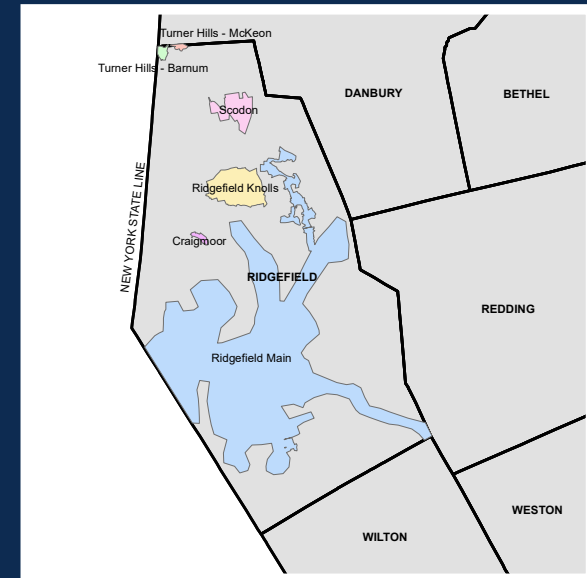 Turner Hills - McKeon
Turner Hills - Barnum
DANBURY
BETHEL
Scodon
Ridgefield Knolls
NEW YORK STATE LINE
Craigmoor
RIDGEFIELD
REDDING
Ridgefield Main
WESTON
WILTON